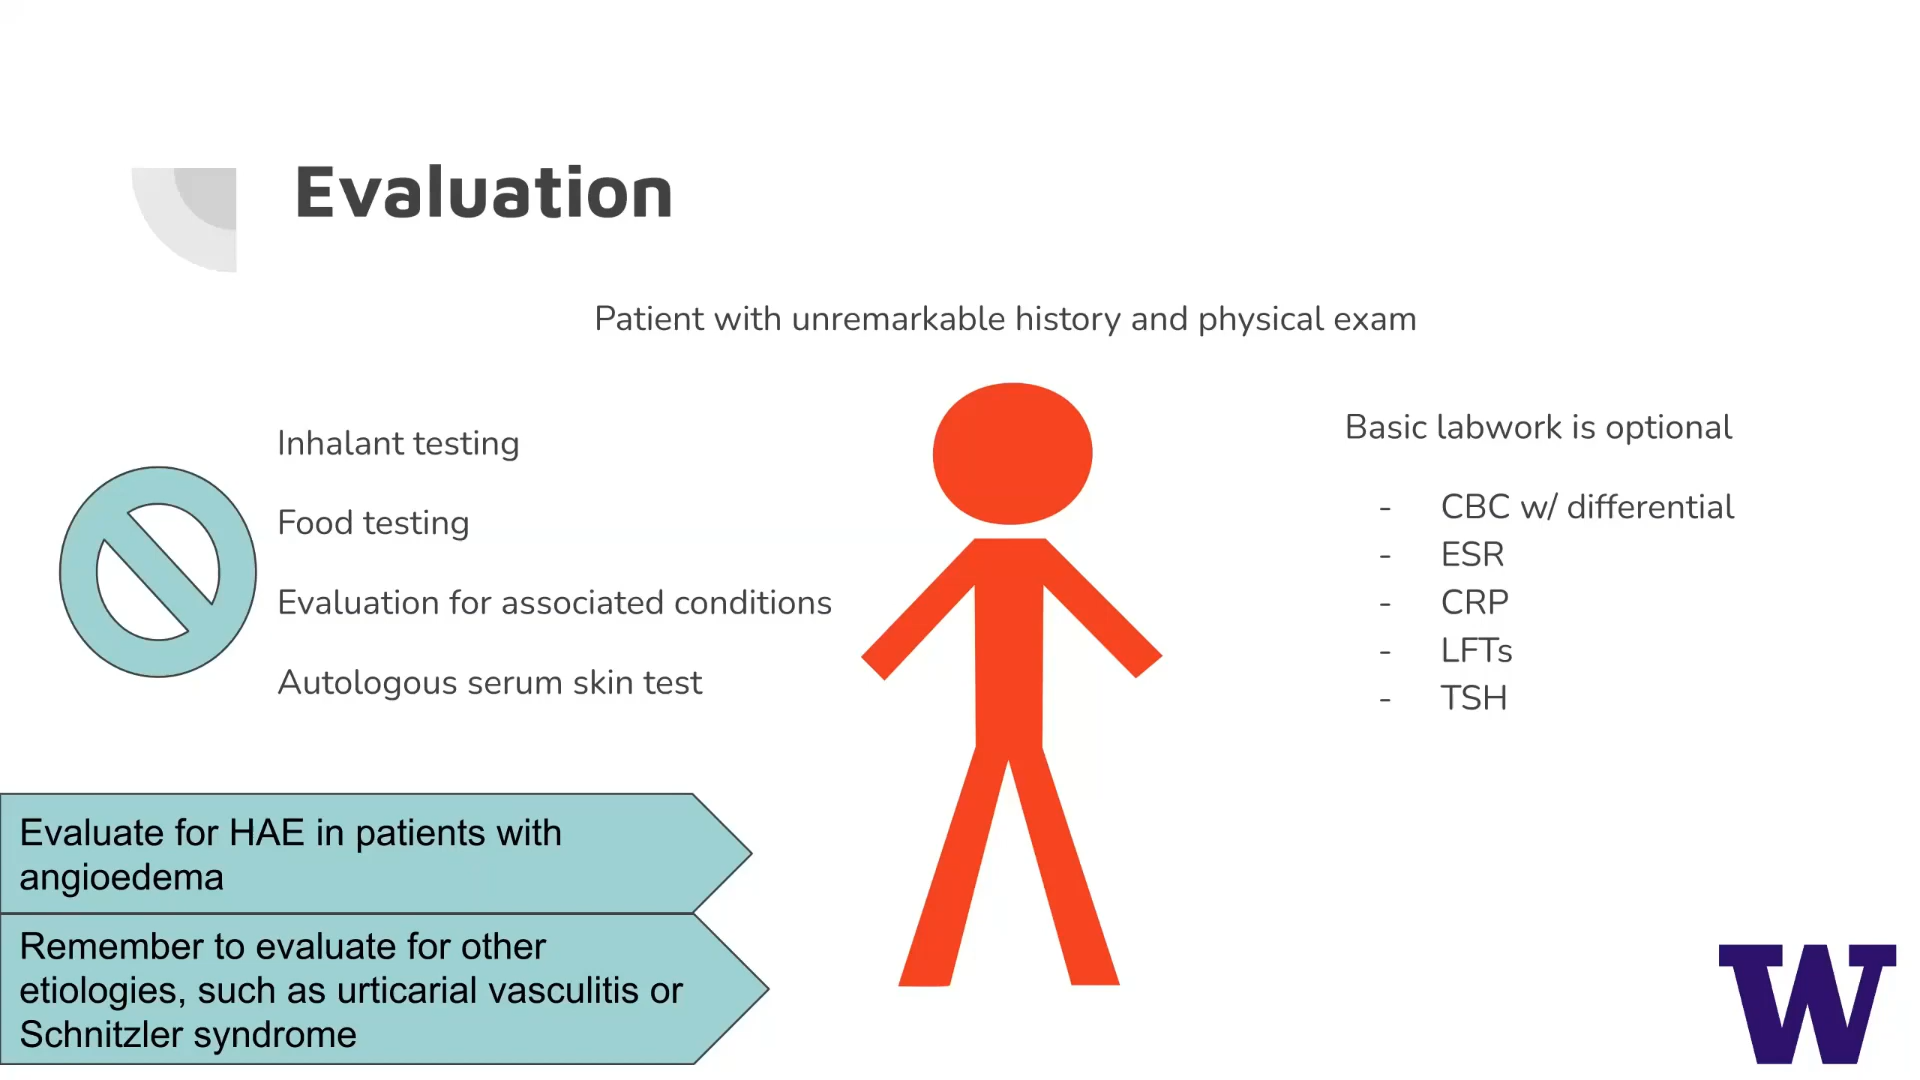 Evaluation
Patient with unremarkable history and physical exam
Inhalant testing
Food testing
Evaluation for associated conditions
Autologous serum skin test
Basic labwork is optional
- CBC w/ differential
- ESR
- CRP
- LFTs
- TSH
Evaluate for HAE in patients with
angioedema
Remember to evaluate for other
etiologies, such as urticarial vasculitis or
Schnitzler syndrome
W